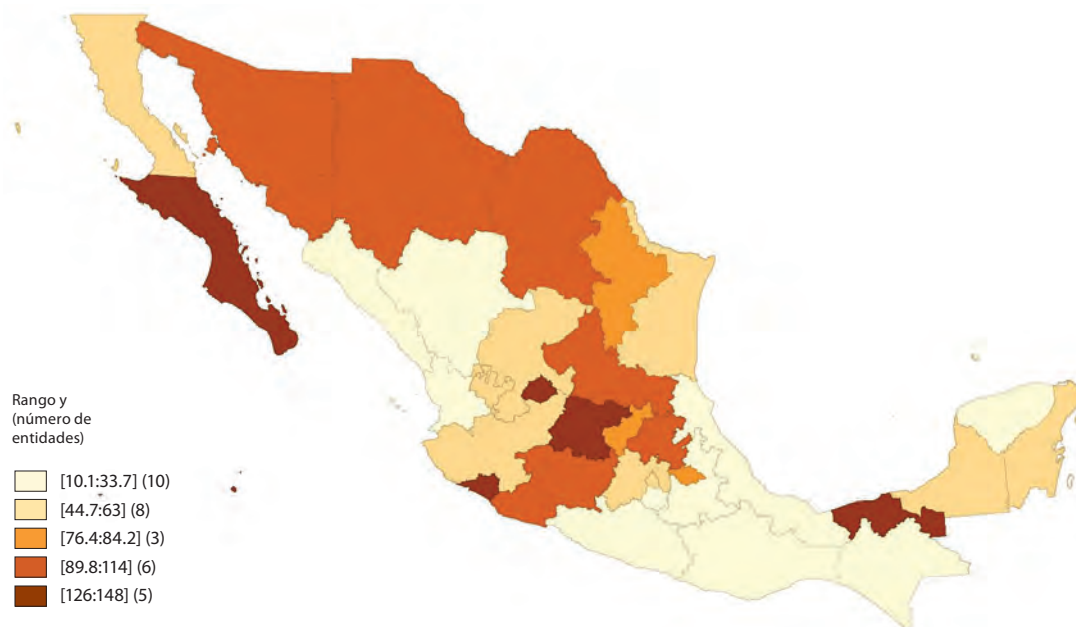 Rango y
(número de
entidades)
[10.1:33.7] (10)
[44.7:63] (8)
[76.4:84.2] (3)
[89.8:114] (6)
[126:148] (5)